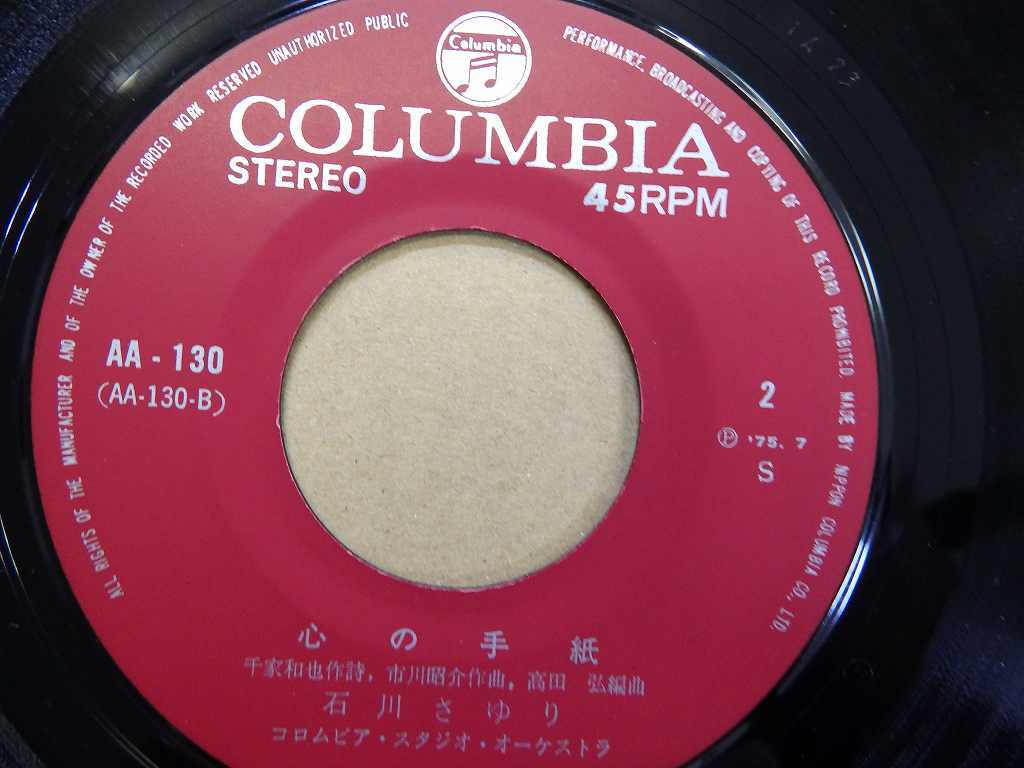 ALL RIGHTS OF THE MANUFACTURER AND OF THE OWNER OF THE RECORDED WORK RESERVED UNAUTHORIZED PUBLIC PERFORMANCE, BROADCASTING AND COPYING OF THIS RECORD PROHIBITED MADE BY NIPPON COLUMBIA CO., LTD.
Columbia
COLUMBIA
STEREO 45RPM
AA-130
(AA-130-B)
2
Ⓟ '75. 7
S
心の手紙
千家和也作詩, 市川昭介作曲, 高田 弘編曲
石川さゆり
コロムビア・スタジオ・オーケストラ